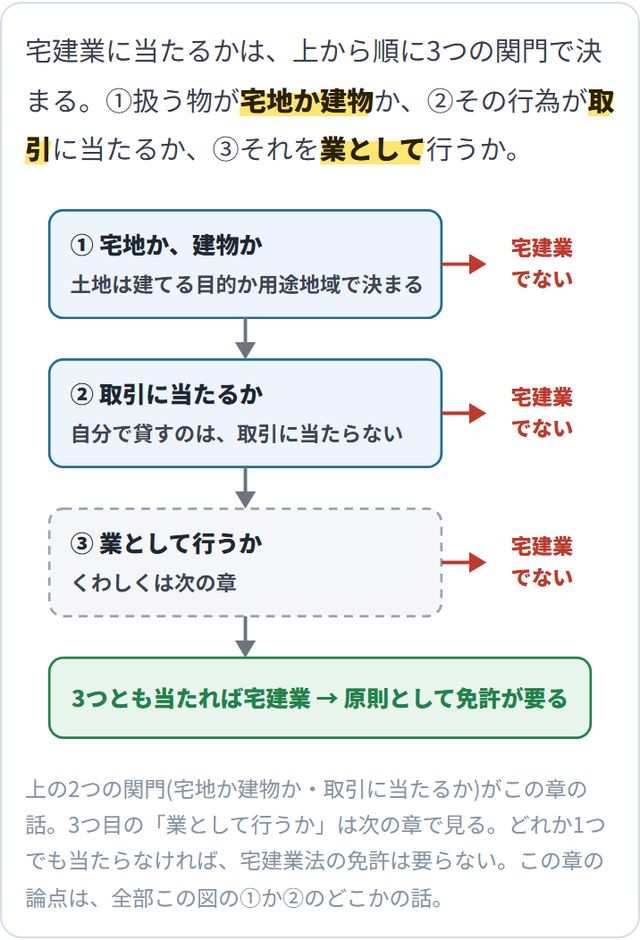 宅建業に当たるかは、上から順に3つの関門で決
まる。①扱う物が宅地か建物か、②その行為が取
引に当たるか、③それを業として行うか。
① 宅地か、建物か
土地は建てる目的か用途地域で決まる
宅建業
でない
② 取引に当たるか
自分で貸すのは、取引に当たらない
宅建業
でない
③ 業として行うか
くわしくは次の章
宅建業
でない
3つとも当たれば宅建業 → 原則として免許が要る
上の2つの関門(宅地か建物か・取引に当たるか)がこの章の
話。3つ目の「業として行うか」は次の章で見る。どれか1つ
でも当たらなければ、宅建業法の免許は要らない。この章の
論点は、全部この図の①か②のどこかの話。